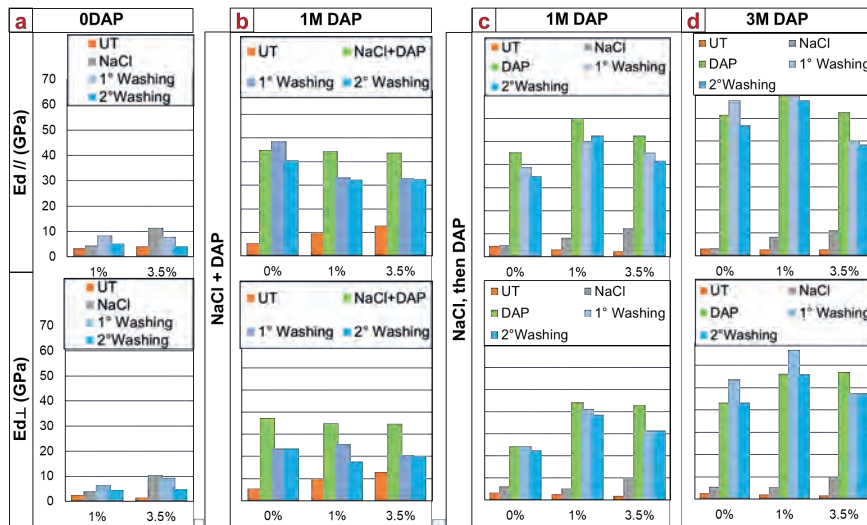 a 0DAP b 1M DAP c 1M DAP d 3M DAP
UT
NaCl
1° Washing
2°Washing
70
60
50
40
30
20
10
0
Ed // (GPa)
1% 3.5%
UT
NaCl
1° Washing
2°Washing
70
60
50
40
30
20
10
0
Ed⊥ (GPa)
1% 3.5%
NaCl + DAP
UT NaCl+DAP
1° Washing 2° Washing
0% 1% 3.5%
UT NaCl+DAP
1° Washing 2° Washing
0% 1% 3.5%
NaCl, then DAP
UT NaCl
DAP 1° Washing
2°Washing
0% 1% 3.5%
UT NaCl
DAP 1° Washing
2°Washing
0% 1% 3.5%
UT NaCl
DAP 1° Washing
2°Washing
0% 1% 3.5%
UT NaCl
DAP 1° Washing
2°Washing
0% 1% 3.5%